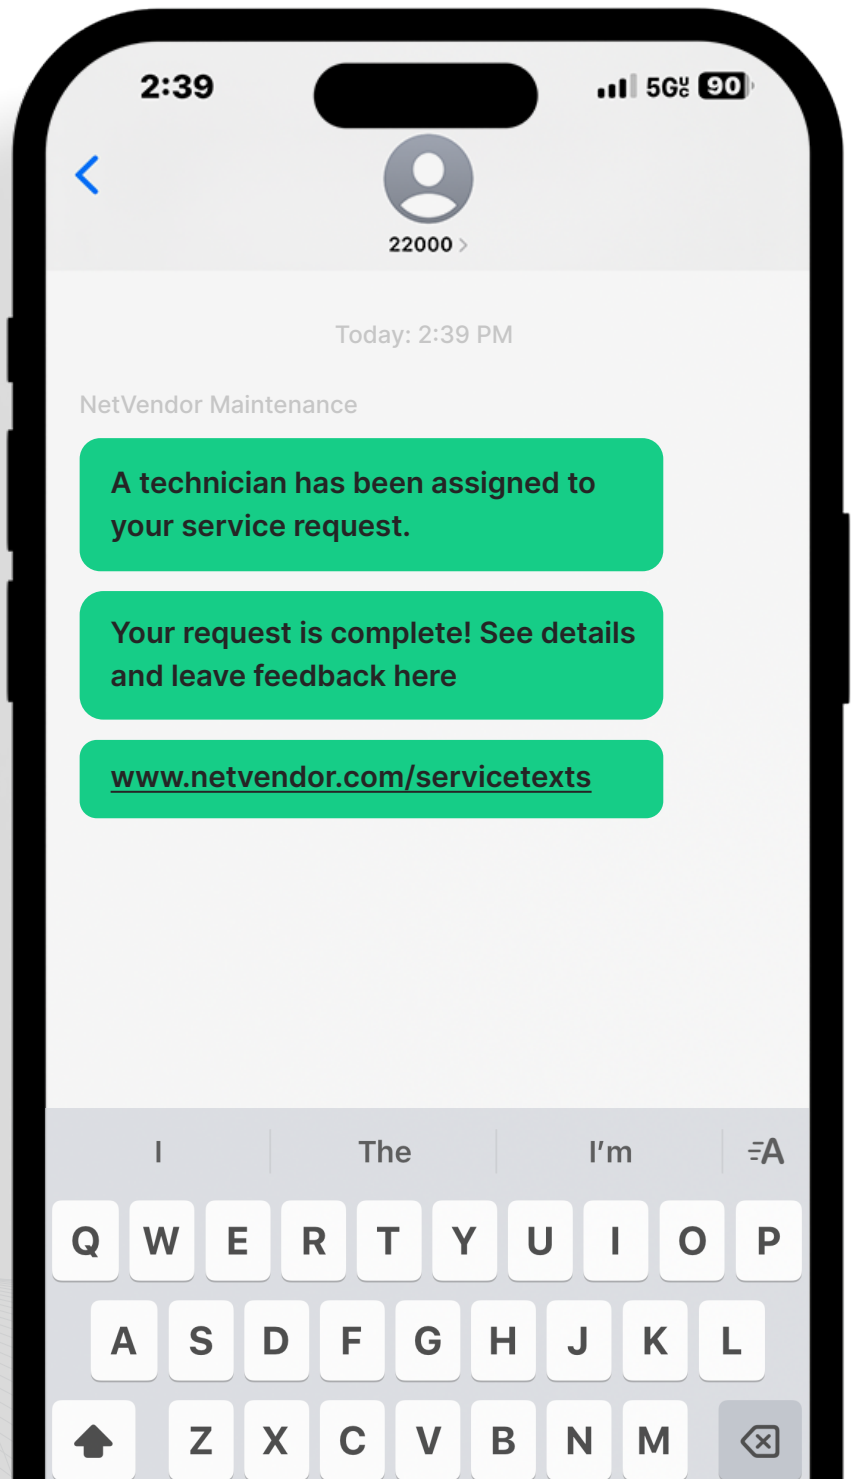 2:39 5GUC 90
22000
Today: 2:39 PM
NetVendor Maintenance
A technician has been assigned to
your service request.
Your request is complete! See details
and leave feedback here
www.netvendor.com/servicetexts
I The I’m A
Q W E R T Y U I O P
A S D F G H J K L
Z X C V B N M